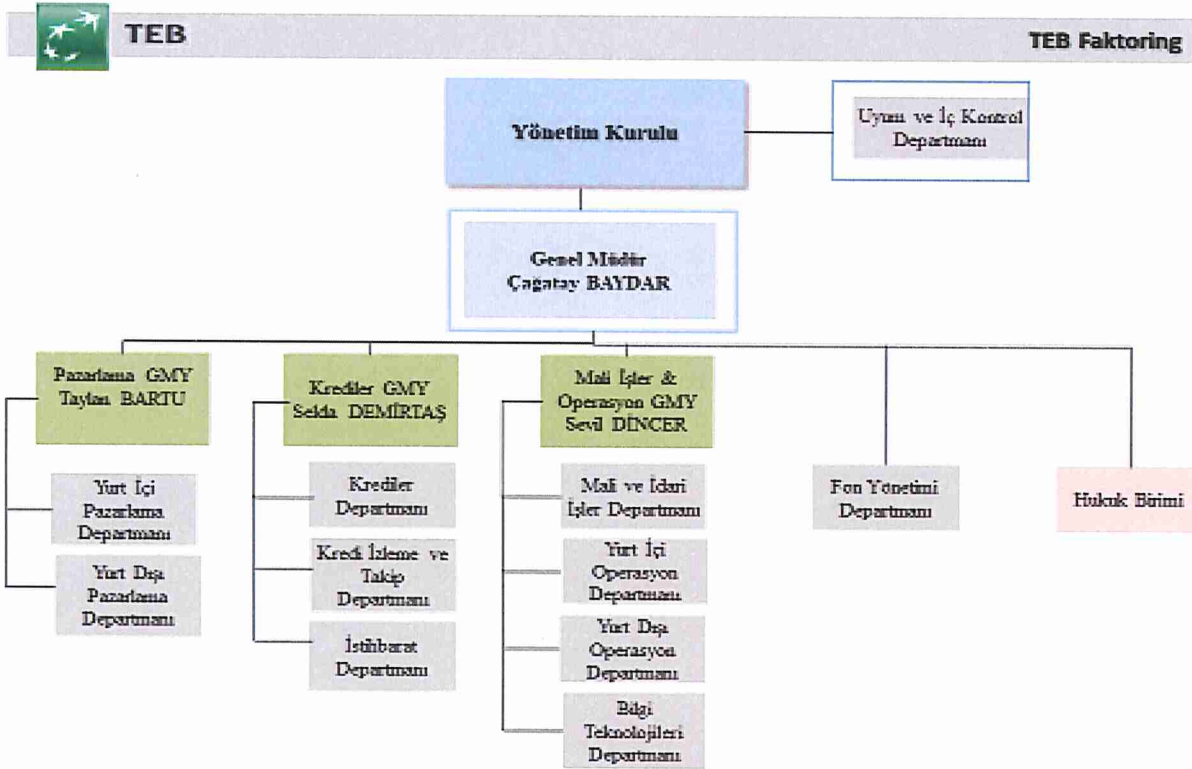 TEB
TEB Faktoring
Yönetim Kurulu
Uyum ve İç Kontrol
Departmanı
Genel Müdür
Çağatay BAYDAR
Pazarlama GMY
Taylan BARTU
Krediler GMY
Selda DEMİRTAŞ
Mali İşler &
Operasyon GMY
Sevil DİNCER
Yurt İçi
Pazarlama
Departmanı
Yurt Dışı
Pazarlama
Departmanı
Krediler
Departmanı
Kredi İzleme ve
Takip
Departmanı
İstihbarat
Departmanı
Mali ve İdari
İşler Departmanı
Yurt İçi
Operasyon
Departmanı
Yurt Dışı
Operasyon
Departmanı
Bilgi
Teknolojileri
Departmanı
Fon Yönetimi
Departmanı
Hukuk Birimi